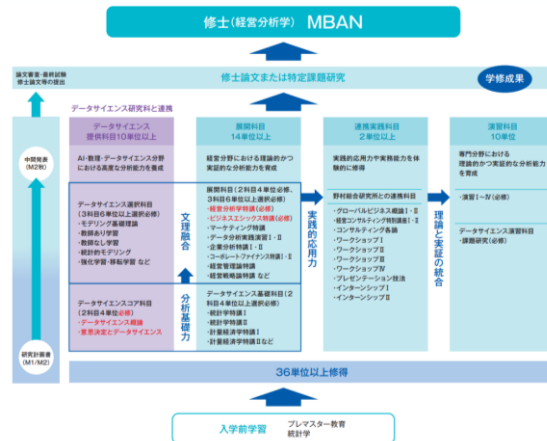 修士(経営分析学) MBAN
論文審査・最終試験
修士論文等の提出
修士論文または特定課題研究
学修成果
データサイエンス研究科と連携
中間発表
(M2秋)
研究計画書
(M1/M2)
データサイエンス
提供科目10単位以上
AI・数理・データサイエンス分野
における高度な分析能力を養成
データサイエンス選択科目
(3科目6単位以上選択必修)
・モデリング基礎理論
・教師あり学習
・教師なし学習
・統計的モデリング
・強化学習・移転学習 など
データサイエンスコア科目
(2科目4単位必修)
・データサイエンス概論
・意思決定とデータサイエンス
文理融合
分析基礎力
展開科目
14単位以上
経営分野における理論的かつ
実証的な分析能力を養成
展開科目(2科目4単位必修、
3科目6単位以上選択必修)
・経営分析学特講(必修)
・ビジネスエシックス特講(必修)
・マーケティング特講
・データ分析実践演習Ⅰ・Ⅱ
・企業分析特講Ⅰ・Ⅱ
・コーポレート・ファイナンス特講Ⅰ・Ⅱ
・経営管理論特講
・経営戦略論特講 など
データサイエンス基礎科目(2
科目4単位以上選択必修)
・統計学特講Ⅰ
・統計学特講Ⅱ
・計量経済学特講Ⅰ
・計量経済学特講Ⅱなど
実践的応用力
連携実践科目
2単位以上
実践的応用力や実務能力を体
験的に修得
野村総合研究所との連携科目
・グローバルビジネス概論Ⅰ・Ⅱ
・経営コンサルティング特別講座Ⅰ・Ⅱ
・コンサルティング各論
・ワークショップⅠ
・ワークショップⅡ
・ワークショップⅢ
・ワークショップⅣ
・プレゼンテーション技法
・インターンシップⅠ
・インターンシップⅡ
理論と実証の統合
演習科目
10単位
専門分野における
理論的かつ実証的な分析能力
を養成
・演習Ⅰ~Ⅳ(必修)
データサイエンス演習科目
・課題研究(必修)
36単位以上修得
入学前学習
プレマスター教育
統計学